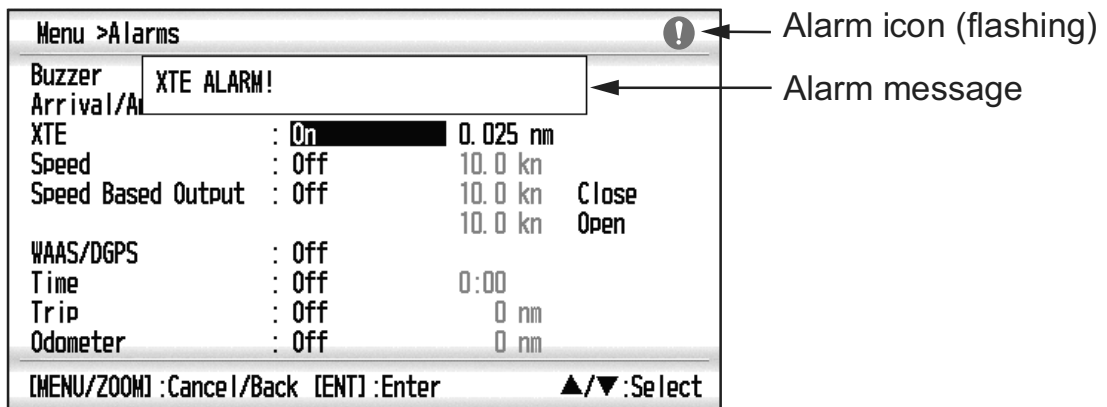 Menu >Alarms
Alarm icon (flashing)
Buzzer
XTE ALARM!
Alarm message
Arrival/A
XTE : On 0.025 nm
Speed : Off 10.0 kn
Speed Based Output : Off 10.0 kn Close
10.0 kn Open
WAAS/DGPS : Off
Time : Off 0:00
Trip : Off 0 nm
Odometer : Off 0 nm
[MENU/ZOOM]:Cancel/Back [ENT]:Enter ▲/▼:Select